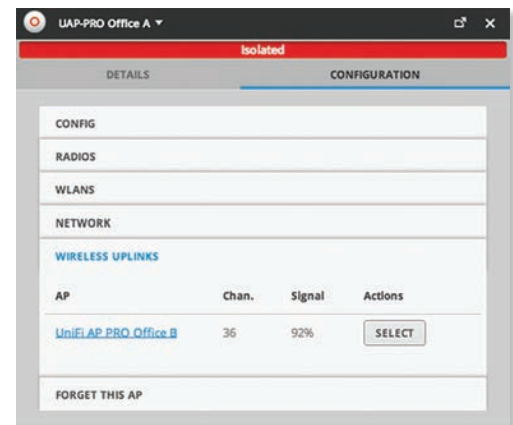 UAP-PRO Office A
Isolated
DETAILS CONFIGURATION
CONFIG
RADIOS
WLANS
NETWORK
WIRELESS UPLINKS
AP Chan. Signal Actions
UniFi AP PRO Office B 36 92% SELECT
FORGET THIS AP